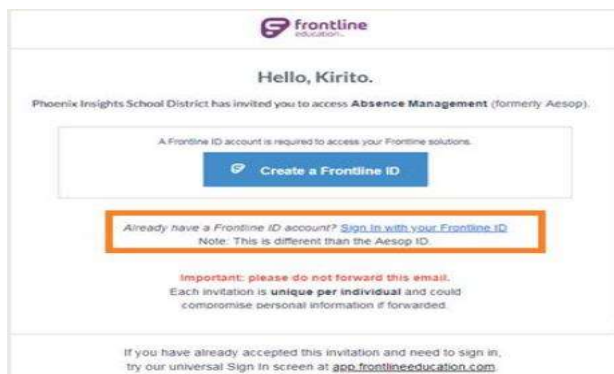 frontline
education™
Hello, Kirito.
Phoenix Insights School District has invited you to access Absence Management (formerly Aesop).
A Frontline ID account is required to access your Frontline solutions.
Create a Frontline ID
Already have a Frontline ID account? Sign In with your Frontline ID
Note: This is different than the Aesop ID.
Important: please do not forward this email.
Each invitation is unique per individual and could
compromise personal information if forwarded.
If you have already accepted this invitation and need to sign in,
try our universal Sign In screen at app.frontlineeducation.com